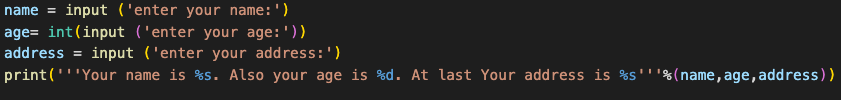 name = input ('enter your name:')
age= int(input ('enter your age:'))
address = input ('enter your address:')
print('''Your name is %s. Also your age is %d. At last Your address is %s'''%(name,age,address))